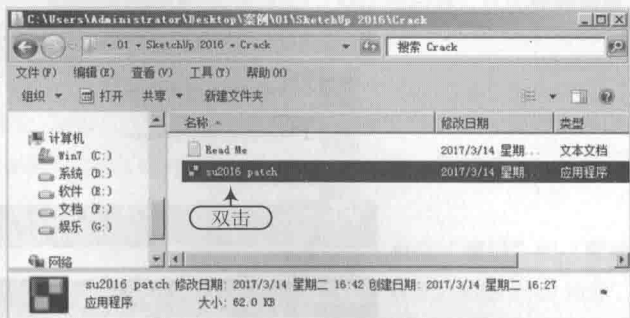 C:\Users\Administrator\Desktop\案例\01\SketchUp 2016\Crack
01 SketchUp 2016 Crack 搜索 Crack
文件(F) 编辑(E) 查看(V) 工具(T) 帮助(H)
组织 打开 共享 新建文件夹
名称 修改日期 类型
计算机
Win7 (C:)
系统 (D:)
软件 (E:)
文档 (F:)
娱乐 (G:)
网络
Read Me 2017/3/14 星期... 文本文档
su2016 patch 2017/3/14 星期... 应用程序
双击
su2016 patch 修改日期: 2017/3/14 星期二 16:42 创建日期: 2017/3/14 星期二 16:27
应用程序 大小: 62.0 KB